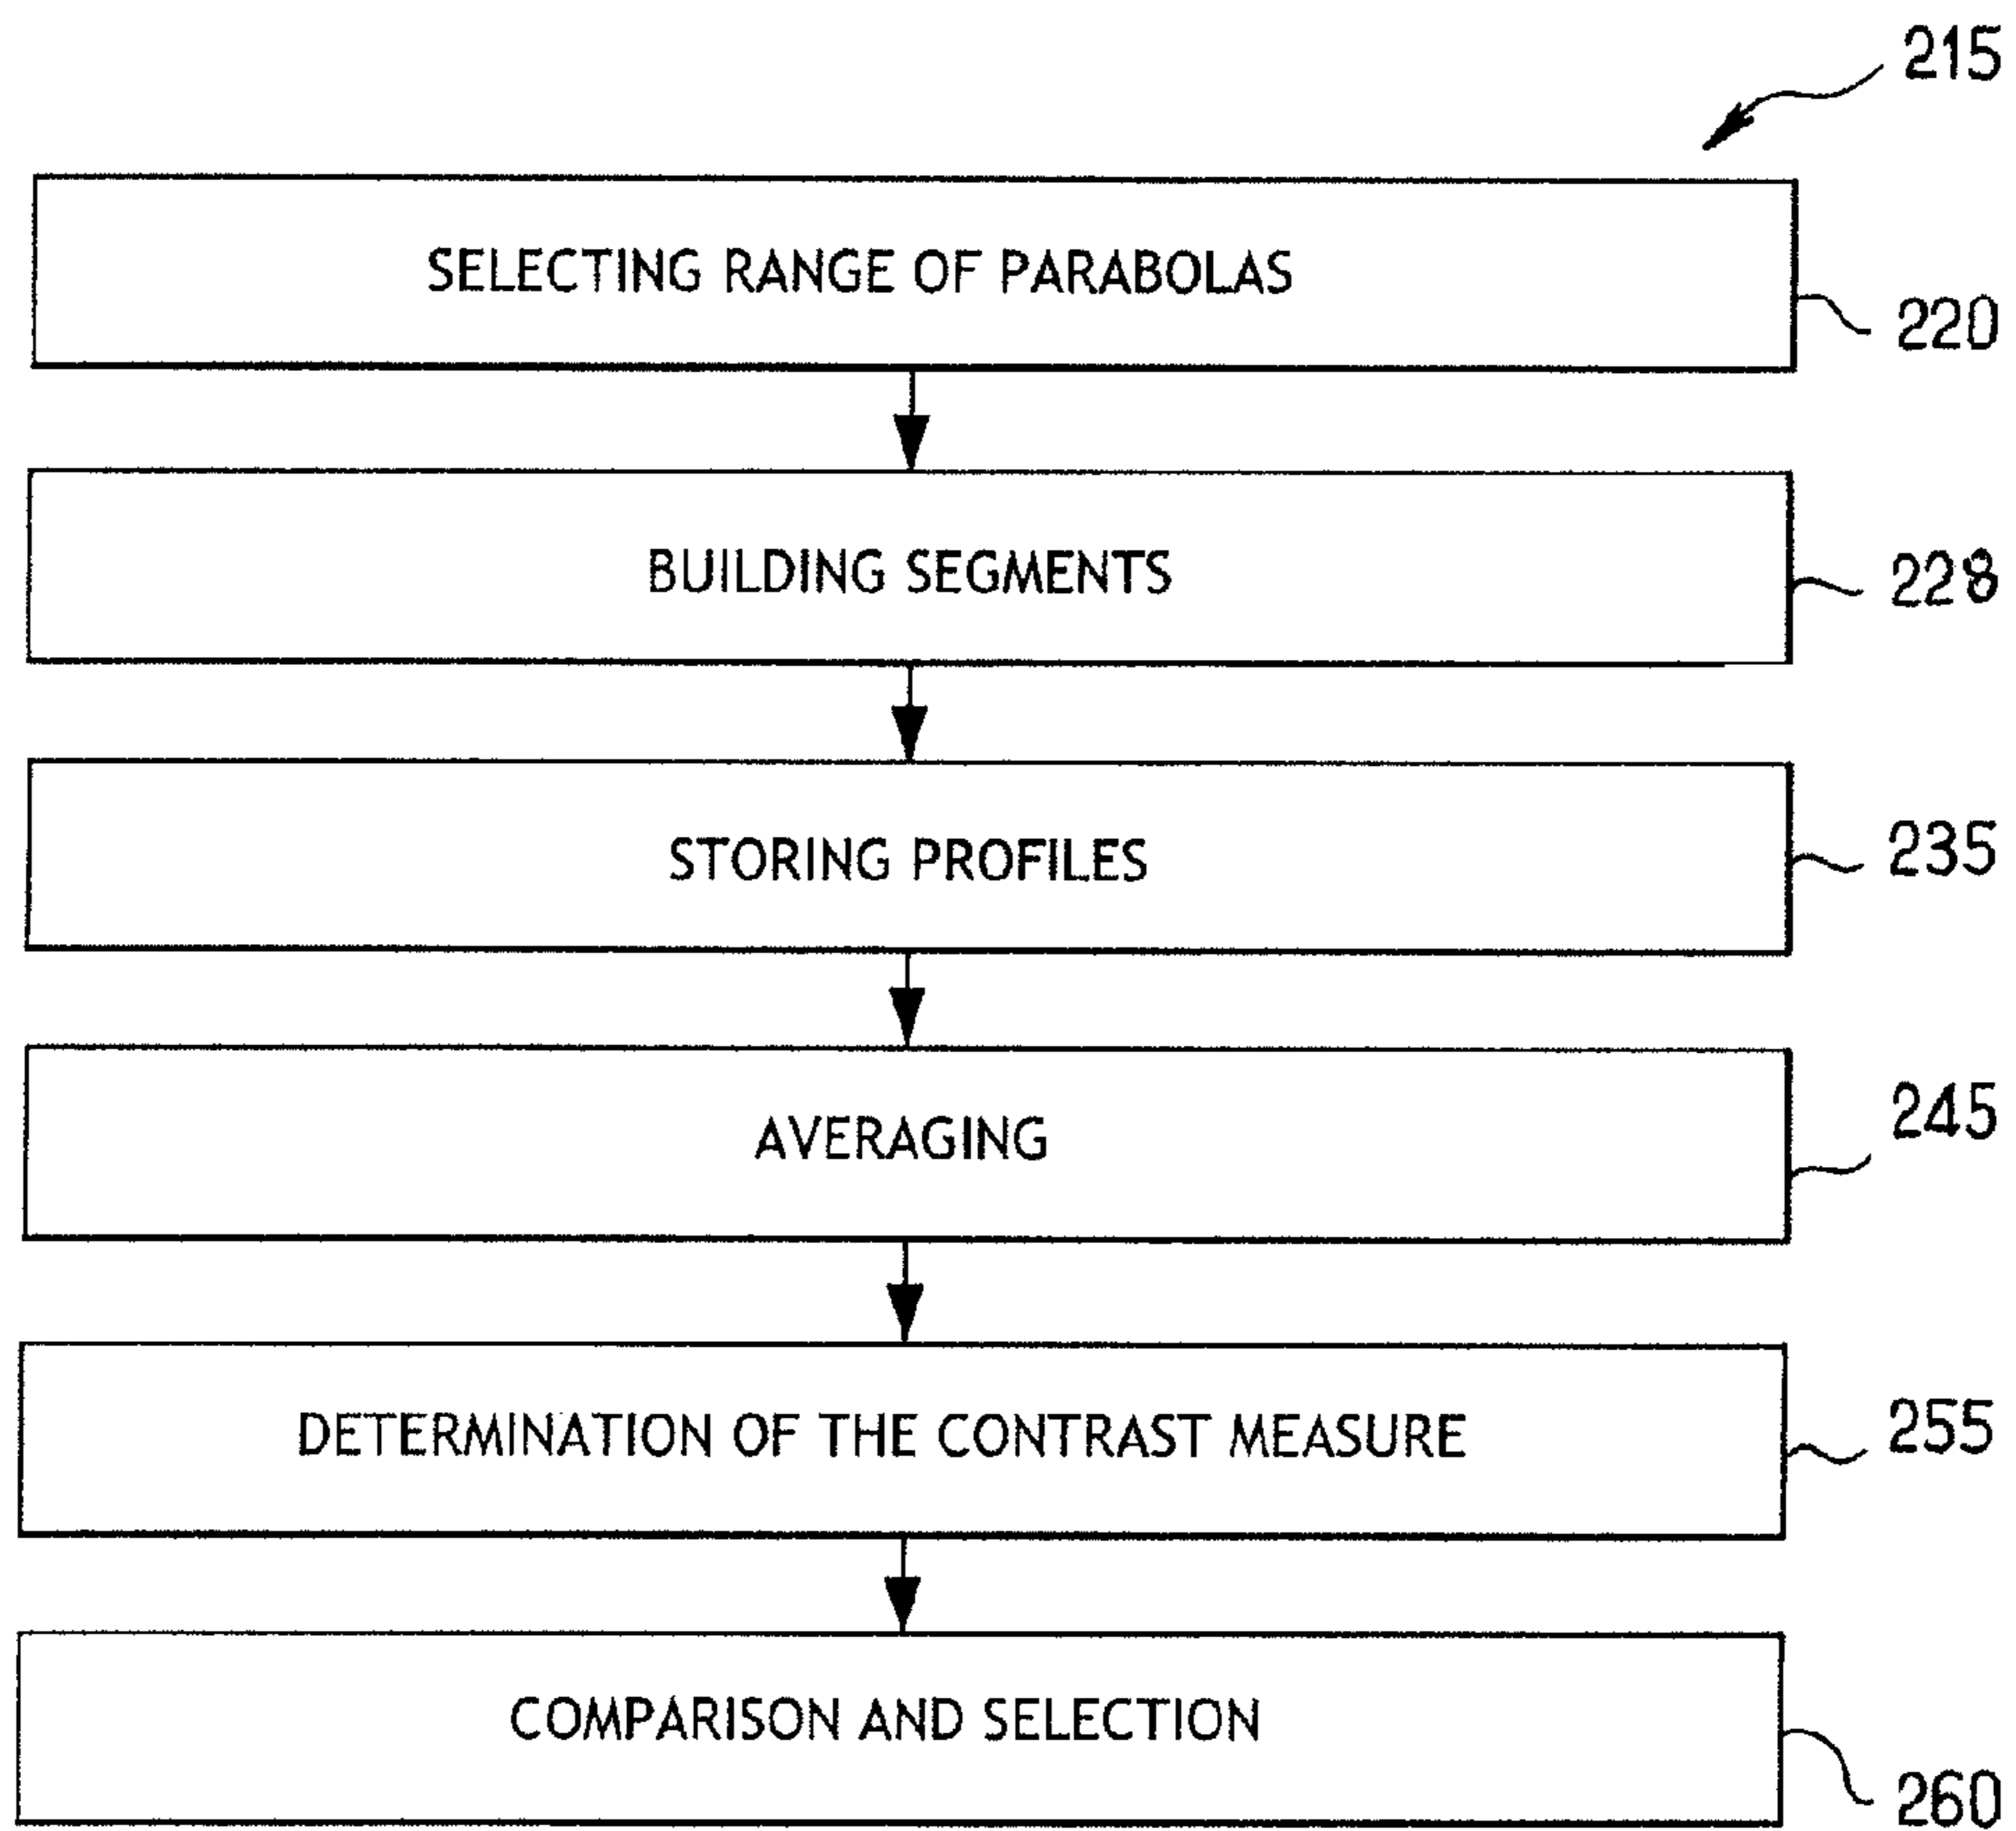 215
SELECTING RANGE OF PARABOLAS
220
BUILDING SEGMENTS
228
STORING PROFILES
235
AVERAGING
245
DETERMINATION OF THE CONTRAST MEASURE
255
COMPARISON AND SELECTION
260